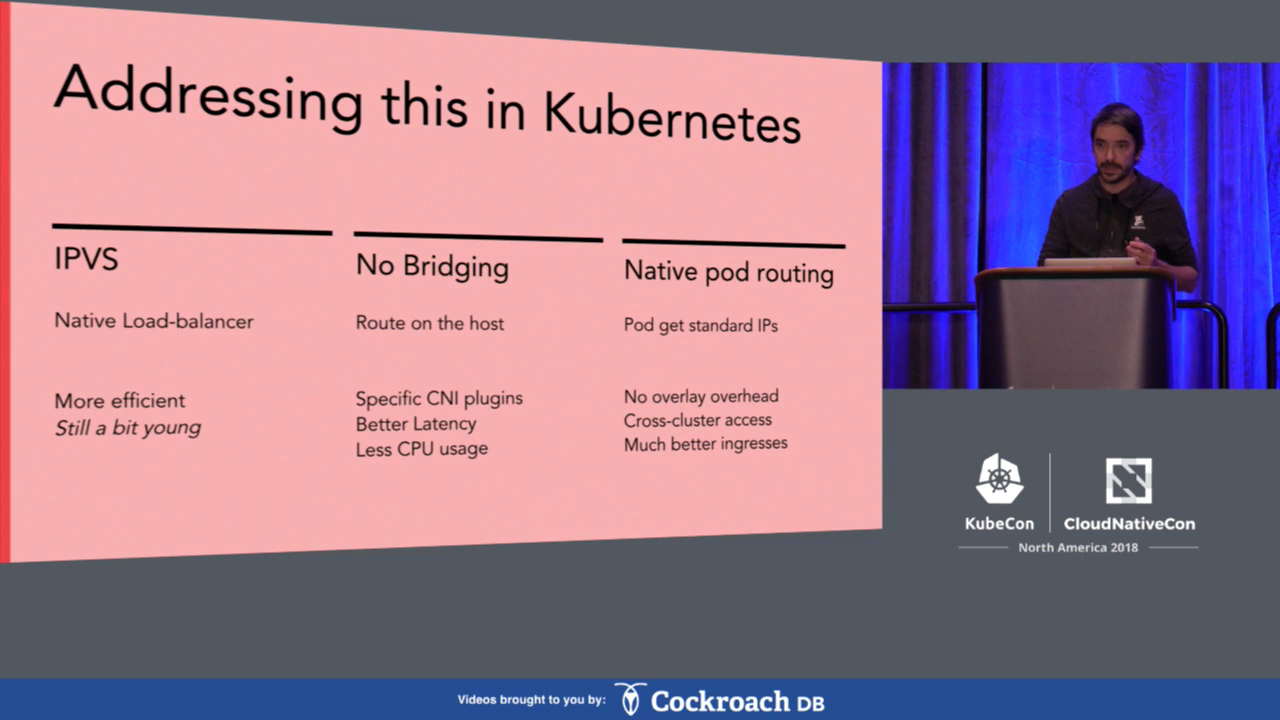 Addressing this in Kubernetes
IPVS
Native Load-balancer
More efficient
Still a bit young
No Bridging
Route on the host
Specific CNI plugins
Better Latency
Less CPU usage
Native pod routing
Pod get standard IPs
No overlay overhead
Cross-cluster access
Much better ingresses
KubeCon
CloudNativeCon
North America 2018
Videos brought to you by:
Cockroach DB